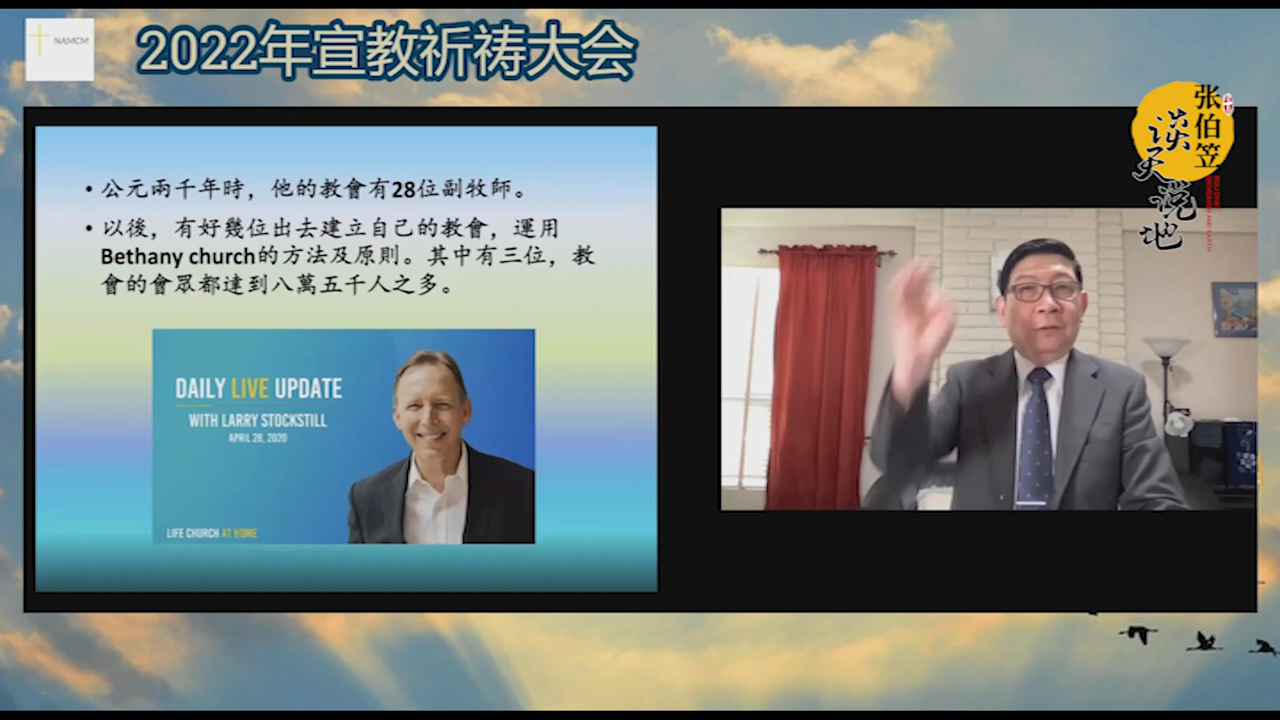 NAMCM
2022年宣教祈祷大会
张伯笠
谈天说地
• 公元兩千年時，他的教會有28位副牧師。
• 以後，有好幾位出去建立自己的教會，運用
Bethany church的方法及原則。其中有三位，教
會的會眾都達到八萬五千人之多。
DAILY LIVE UPDATE
WITH LARRY STOCKSTILL
APRIL 28, 2020
LIFE CHURCH AT HOME